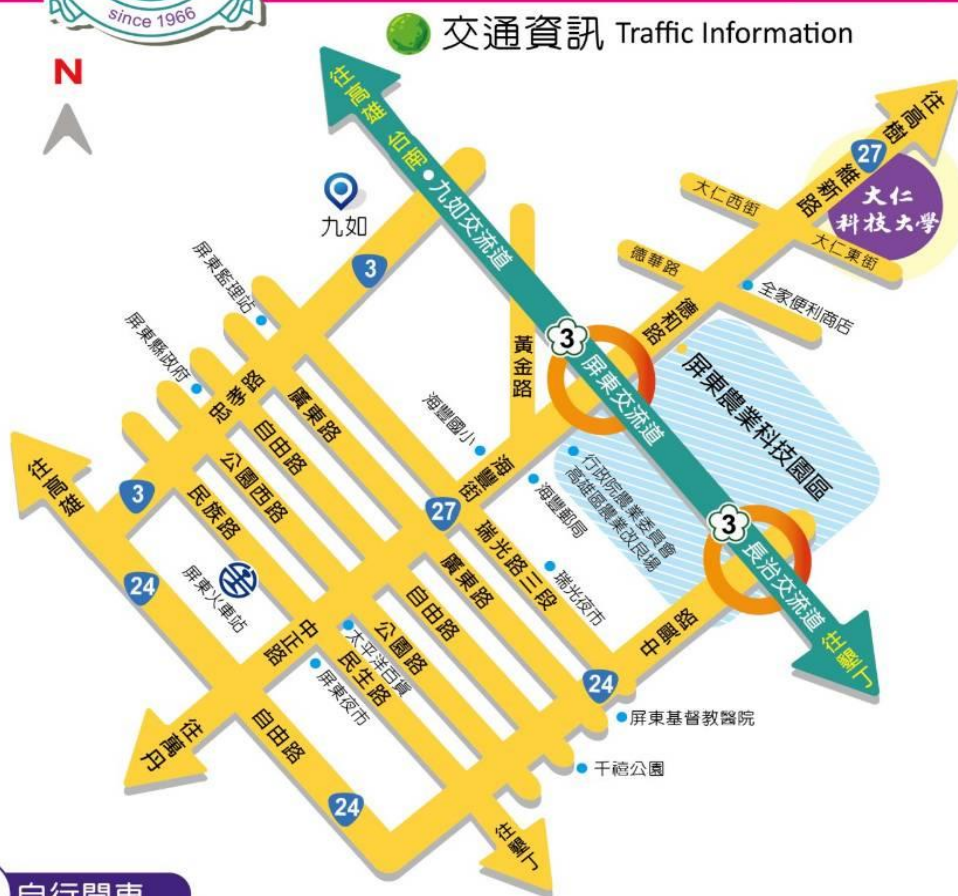 since 1966
交通資訊 Traffic Information
N
往高雄 台南
九如交流道
往高樹
27
維新路
大仁
科技大學
大仁西街
大仁東街
九如
3
德華路
全家便利商店
屏東監理站
德和路
3
屏東交流道
黃金路
屏東農業科技園區
屏東縣政府
忠孝路
廣東路
海豐國小
海豐街
自由路
行政院農業委員會
高雄區農業改良場
公園西路
海豐郵局
往高雄
3
民族路
27
瑞光路三段
3
長治交流道
往墾丁
24
屏東火車站
廣東路
瑞光夜市
自由路
中興路
中正路
太平洋百貨
公園路
民生路
屏東夜市
24
屏東基督教醫院
往萬丹
自由路
千禧公園
24
往墾丁
自行開車